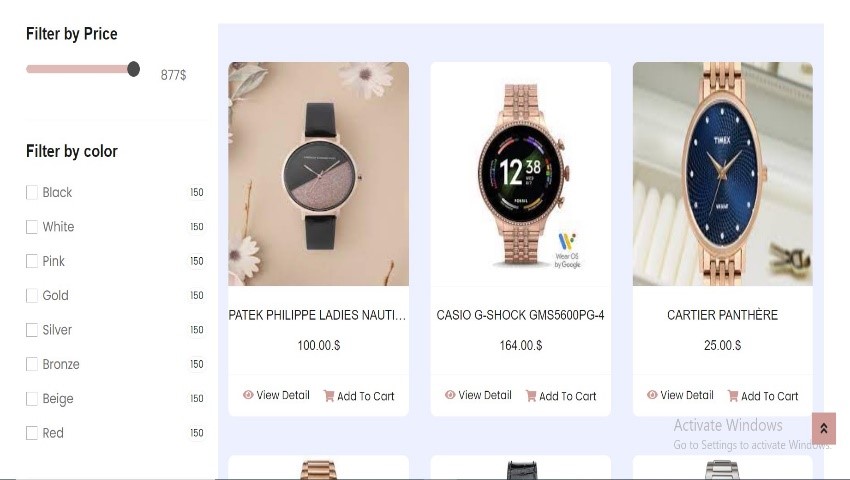 Filter by Price
877$
Filter by color
Black 150
White 150
Pink 150
Gold 150
Silver 150
Bronze 150
Beige 150
Red 150
12 38
FOSSIL
Wear OS
by Google
TIMEX
PATEK PHILIPPE LADIES NAUTI...
100.00.$
View Detail Add To Cart
CASIO G-SHOCK GMS5600PG-4
164.00.$
View Detail Add To Cart
CARTIER PANTHÈRE
25.00.$
View Detail Add To Cart
Activate Windows
Go to Settings to activate Windows.